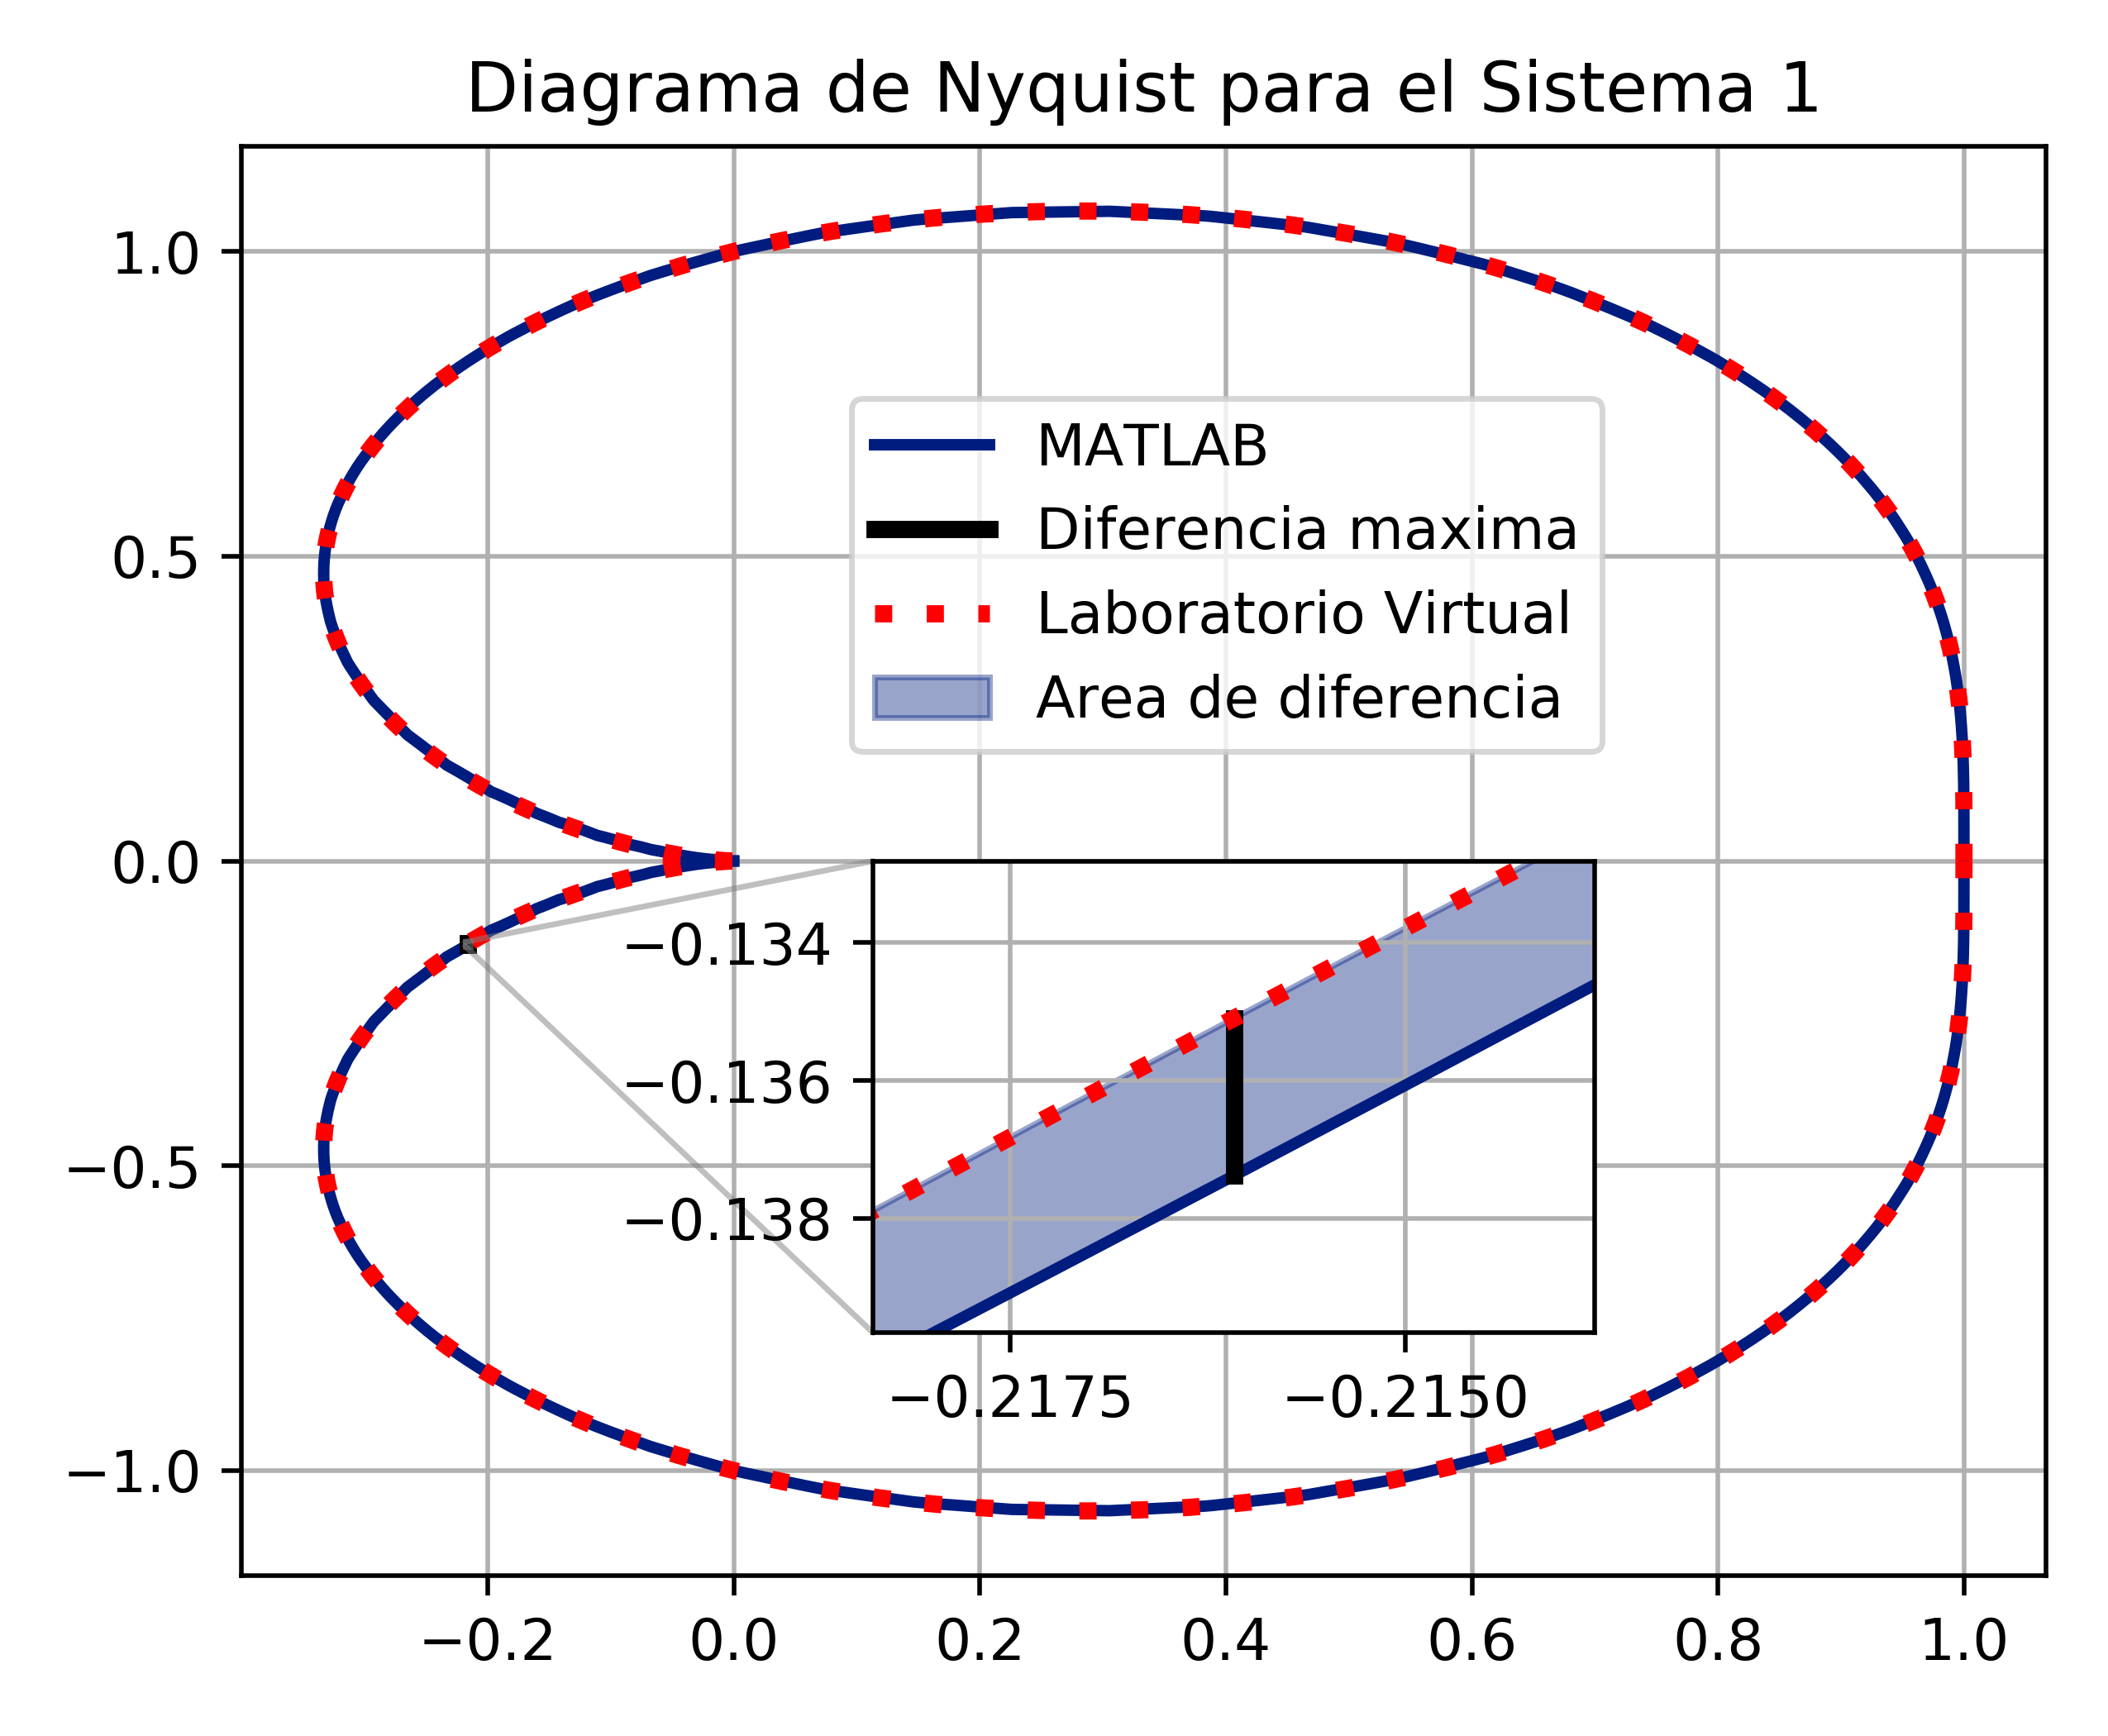 Diagrama de Nyquist para el Sistema 1
1.0
0.5
0.0
−0.5
−1.0
MATLAB
Diferencia maxima
Laboratorio Virtual
Area de diferencia
−0.134
−0.136
−0.138
−0.2175 −0.2150
−0.2 0.0 0.2 0.4 0.6 0.8 1.0